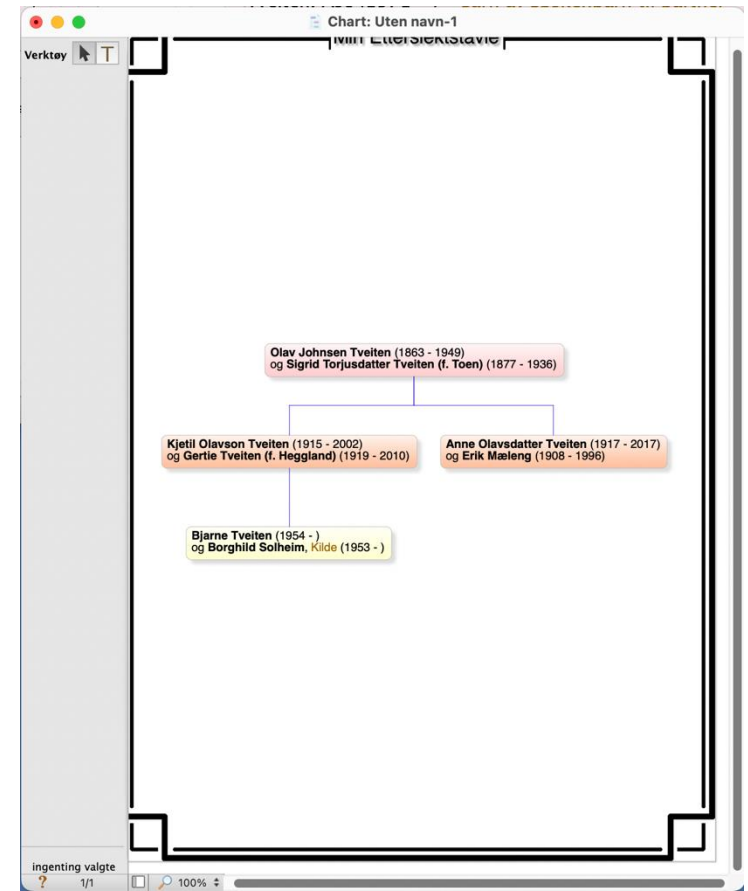 Chart: Uten navn-1
Verktøy
T
Min Etterslektstavle
Olav Johnsen Tveiten (1863 - 1949)
og Sigrid Torjusdatter Tveiten (f. Toen) (1877 - 1936)
Kjetil Olavson Tveiten (1915 - 2002)
og Gertie Tveiten (f. Heggland) (1919 - 2010)
Anne Olavsdatter Tveiten (1917 - 2017)
og Erik Mæleng (1908 - 1996)
Bjarne Tveiten (1954 - )
og Borghild Solheim, Kilde (1953 - )
ingenting valgte
? 1/1 100%